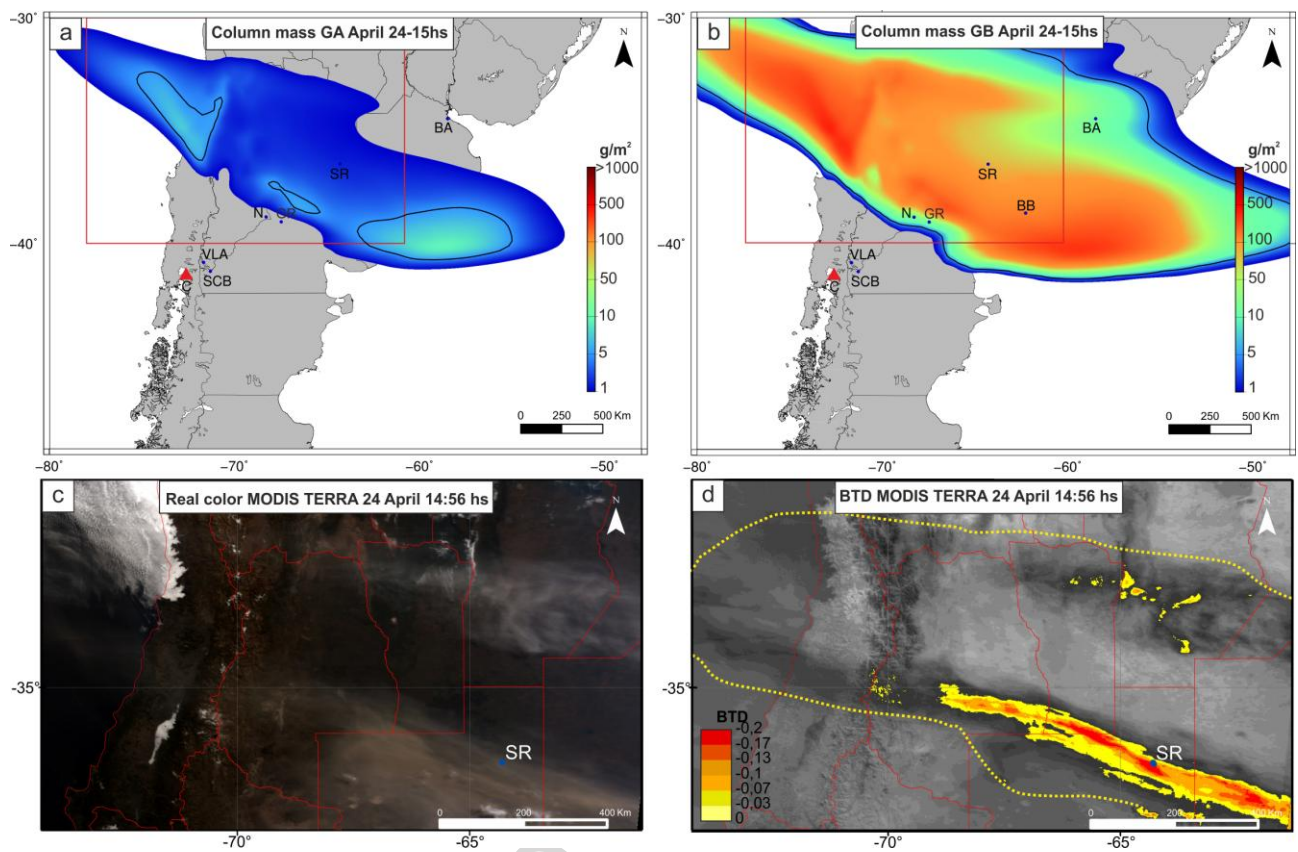 a
Column mass GA April 24-15hs
-30°
-40°
N
BA
SR
N
GR
VLA
SCB
C
g/m²
>1000
500
100
50
10
5
1
0 250 500 Km
-80° -70° -60° -50°
b
Column mass GB April 24-15hs
N
BA
SR
BB
N
GR
VLA
SCB
C
g/m²
>1000
500
100
50
10
5
1
0 250 500 Km
-80° -70° -60° -50°
c
Real color MODIS TERRA 24 April 14:56 hs
N
-35°
SR
0 200 400 Km
-70° -65°
d
BTD MODIS TERRA 24 April 14:56 hs
N
-35°
SR
BTD
-0,2
-0,17
-0,13
-0,1
-0,07
-0,03
0
0 200
-70° -65°